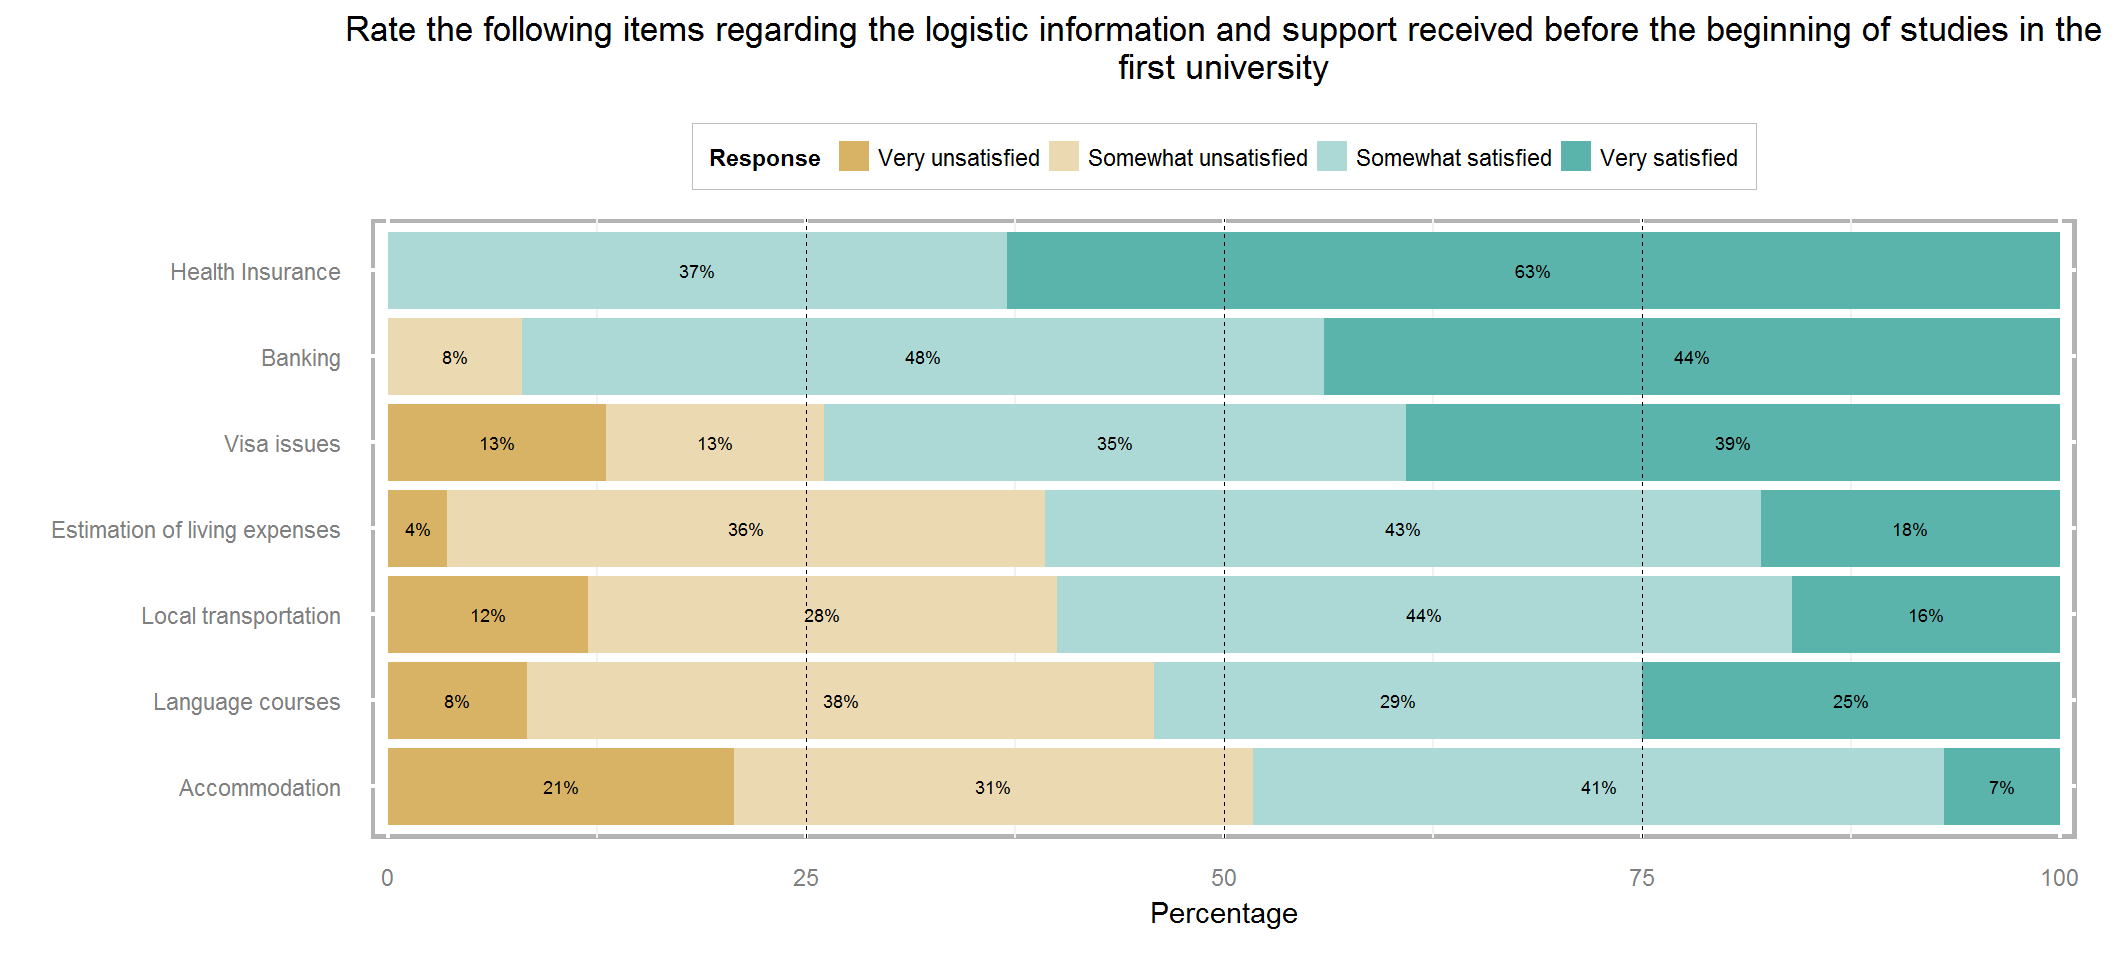 Rate the following items regarding the logistic information and support received before the beginning of studies in the
first university
Response Very unsatisfied Somewhat unsatisfied Somewhat satisfied Very satisfied
Health Insurance 37% 63%
Banking 8% 48% 44%
Visa issues 13% 13% 35% 39%
Estimation of living expenses 4% 36% 43% 18%
Local transportation 12% 28% 44% 16%
Language courses 8% 38% 29% 25%
Accommodation 21% 31% 41% 7%
0 25 50 75 100
Percentage